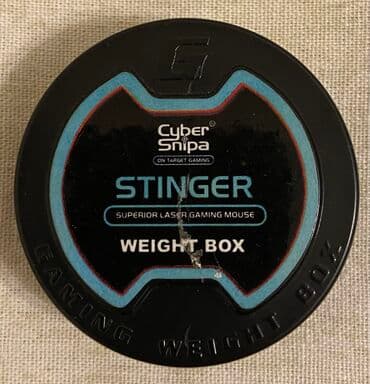 Cyber®
Snipa
ON TARGET GAMING
STINGER
SUPERIOR LASER GAMING MOUSE
WEIGHT BOX
GAMING WEIGHT BOX